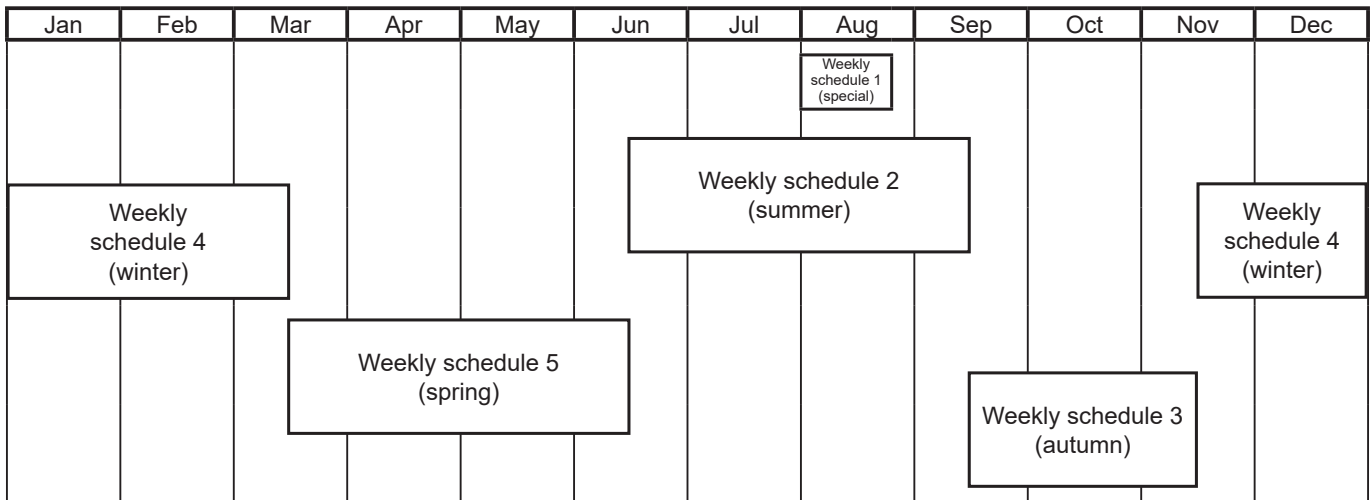 Jan Feb Mar Apr May Jun Jul Aug Sep Oct Nov Dec
Weekly
schedule 1
(special)
Weekly schedule 2
(summer)
Weekly
schedule 4
(winter)
Weekly
schedule 4
(winter)
Weekly schedule 5
(spring)
Weekly schedule 3
(autumn)